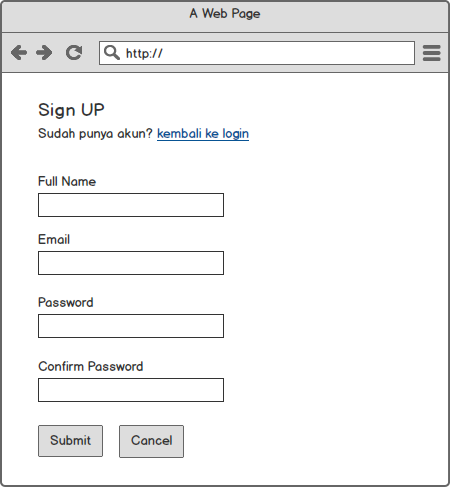 A Web Page
http://
Sign UP
Sudah punya akun? kembali ke login
Full Name
Email
Password
Confirm Password
Submit Cancel